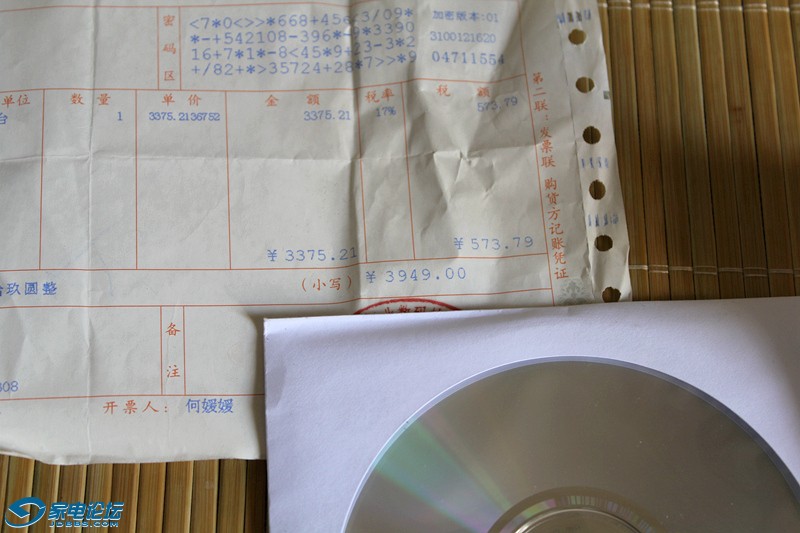 密码区
<7*0<>>*668+45e*3/09*
*-+542108-396*-9*3390
16+7*1*-8<45*9+23-3*2
+/82+*>35724+28*7>>*9
加密版本:01
3100121620
04711554
单位 数量 单价 金额 税率 税额
台 1 3375.2136752 3375.21 17% 573.79
¥3375.21 ¥573.79
玖圆整 (小写) ¥3949.00
备注
308
开票人: 何媛媛
第二联:发票联 购货方记账凭证
家电论坛
JDBBS.COM